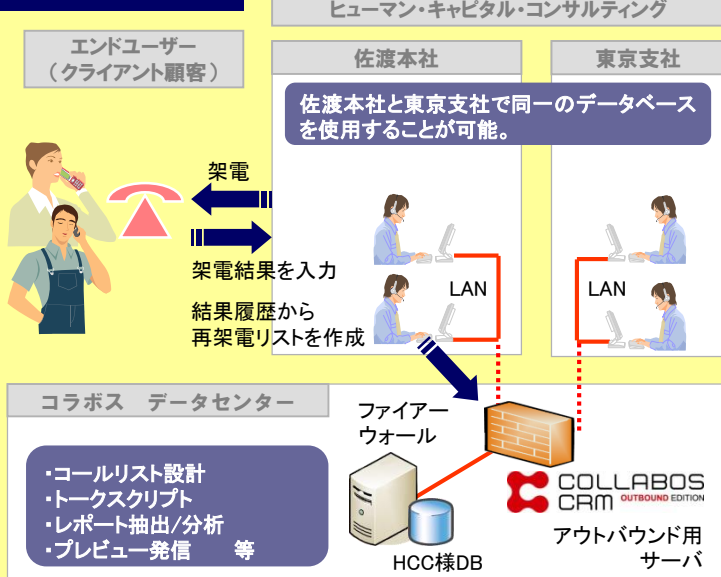 ヒューマン・キャピタル・コンサルティング
エンドユーザー
（クライアント顧客）
佐渡本社
東京支社
佐渡本社と東京支社で同一のデータベース
を使用することが可能。
架電
架電結果を入力
結果履歴から
再架電リストを作成
LAN
LAN
コラボス　データセンター
・コールリスト設計
・トークスクリプト
・レポート抽出/分析
・プレビュー発信　　等
ファイアー
ウォール
HCC様DB
COLLABOS
CRM OUTBOUND EDITION
アウトバウンド用
サーバ